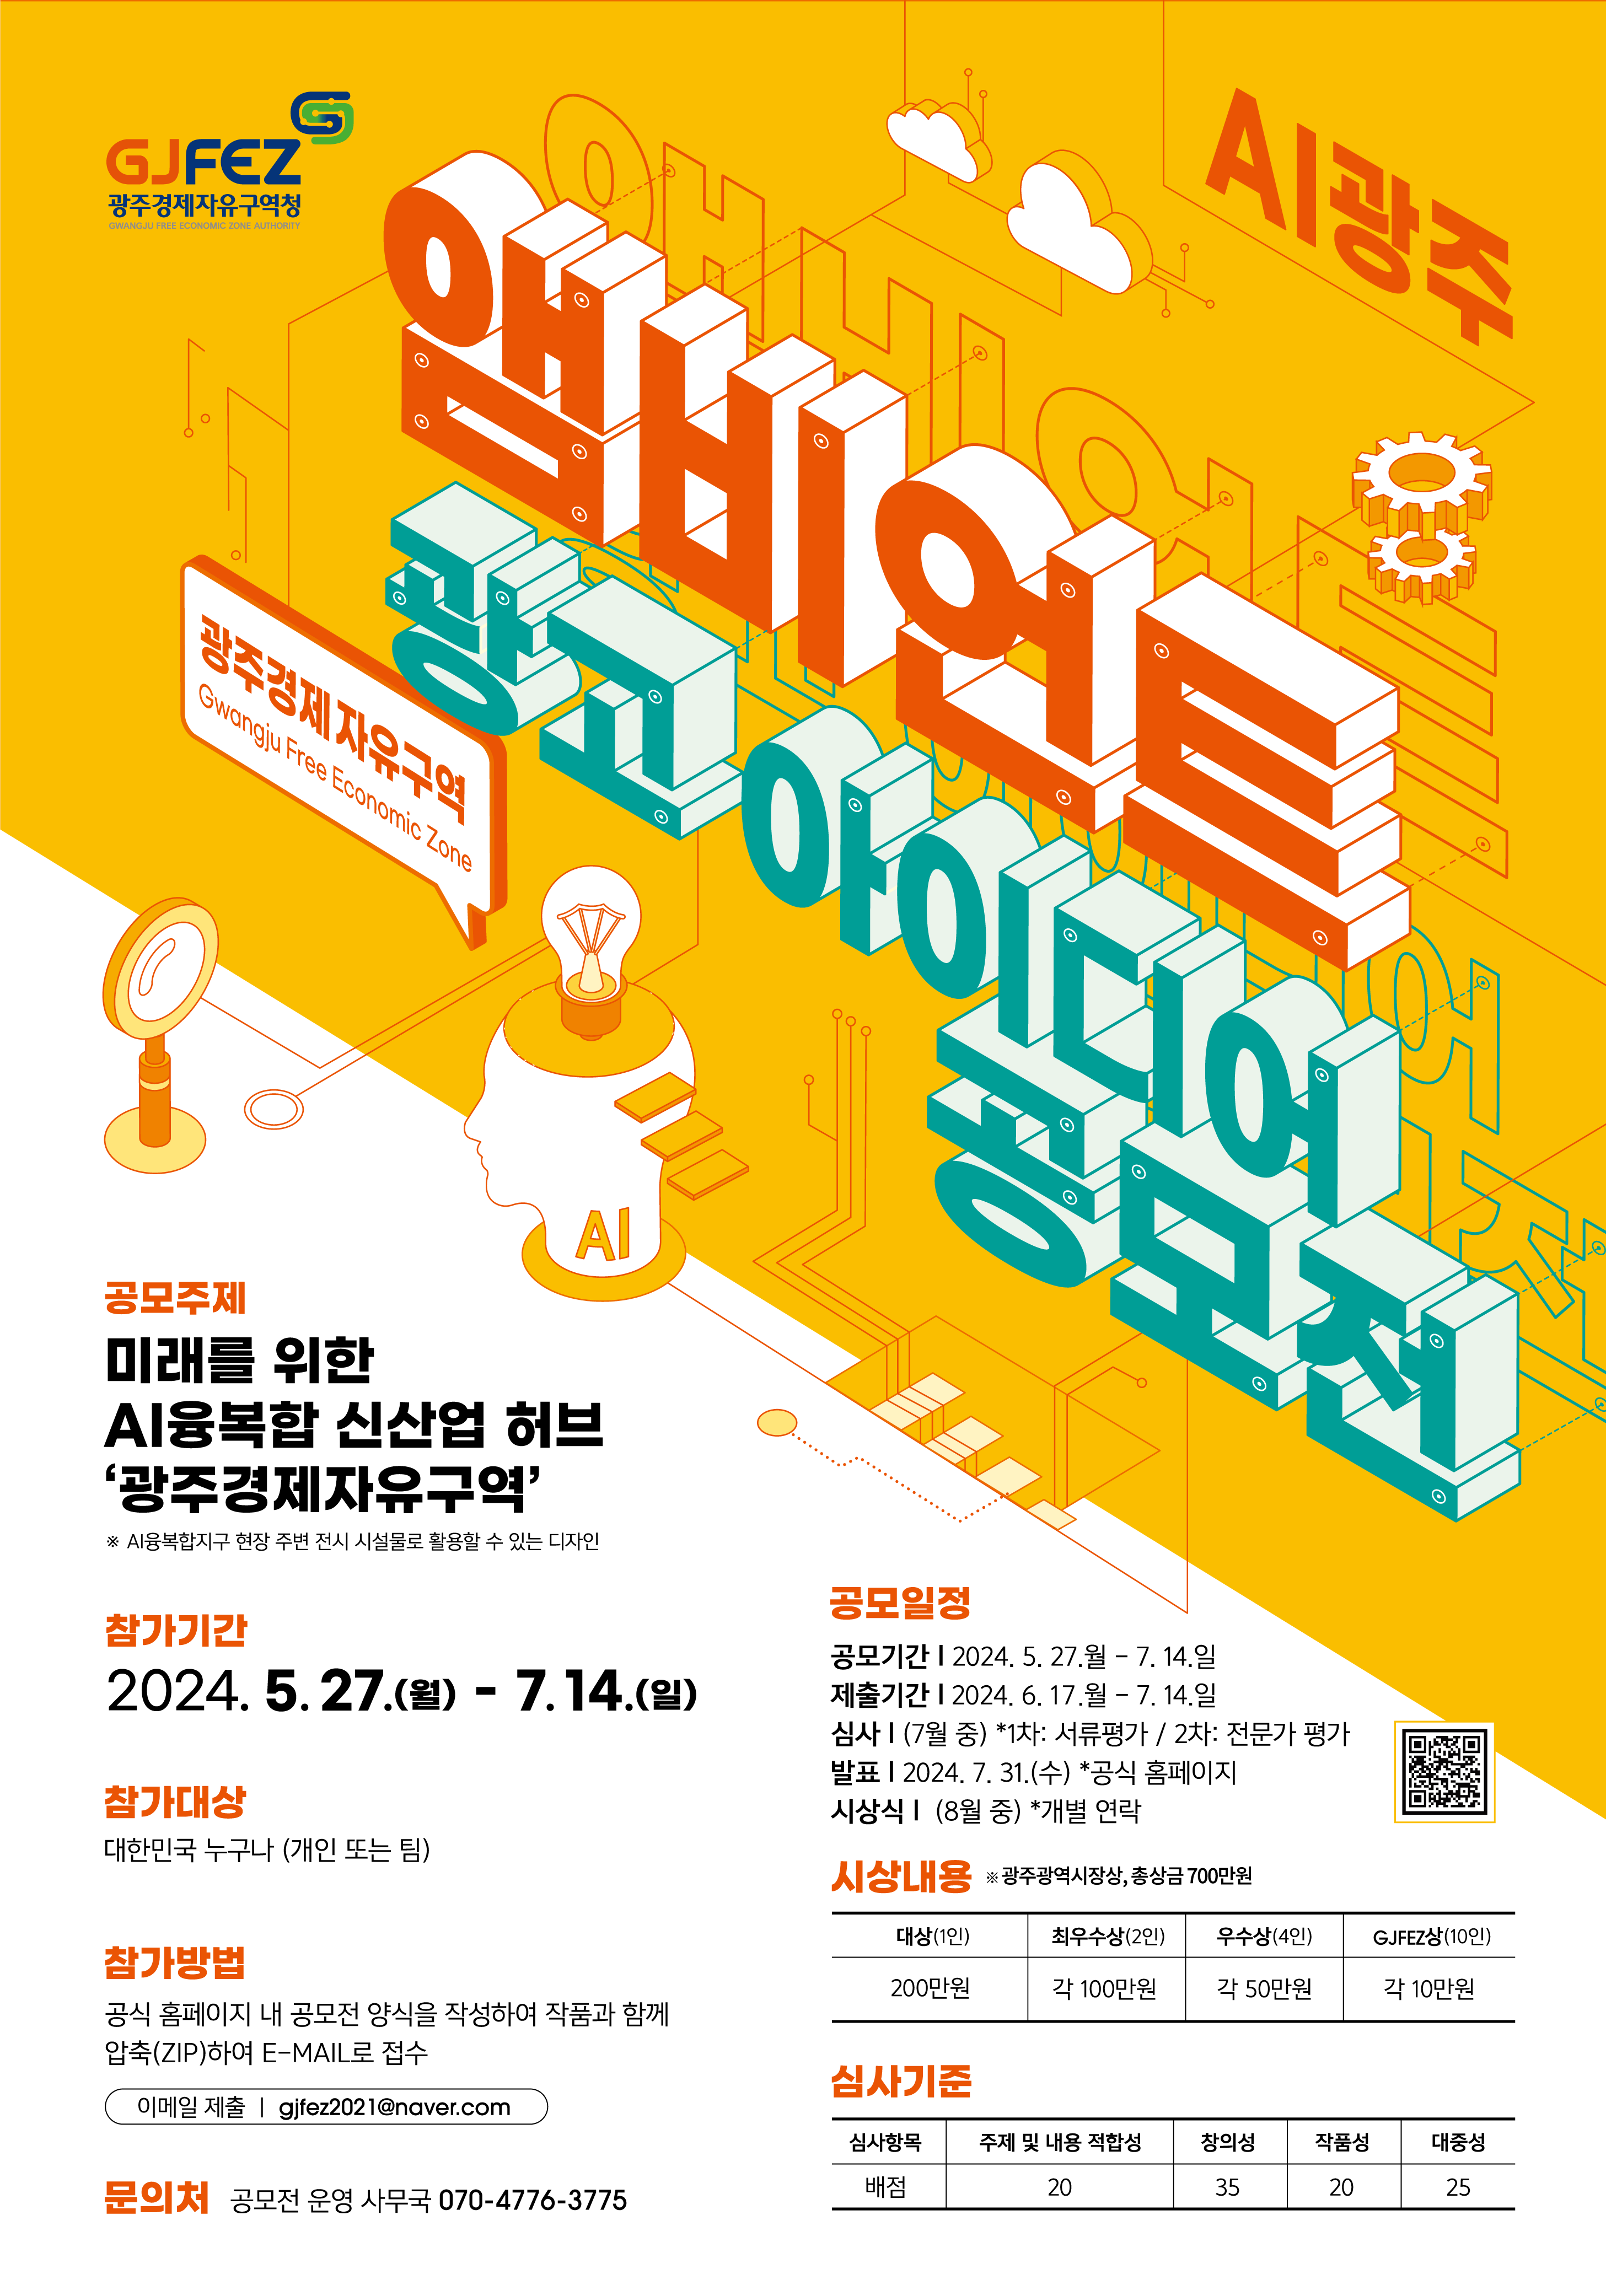 GJFEZ
광주경제자유구역청
GWANGJU FREE ECONOMIC ZONE AUTHORITY
AI광주
앰비언트
광고 아이디어
공모전
광주경제자유구역
Gwangju Free Economic Zone
AI
공모주제
미래를 위한
AI융복합 신산업 허브
‘광주경제자유구역’
※ AI융복합지구 현장 주변 전시 시설물로 활용할 수 있는 디자인
참가기간
2024. 5. 27.(월) - 7. 14.(일)
참가대상
대한민국 누구나 (개인 또는 팀)
참가방법
공식 홈페이지 내 공모전 양식을 작성하여 작품과 함께
압축(ZIP)하여 E-MAIL로 접수
이메일 제출 | gjfez2021@naver.com
문의처 공모전 운영 사무국 070-4776-3775
공모일정
공모기간 | 2024. 5. 27.월 - 7. 14.일
제출기간 | 2024. 6. 17.월 - 7. 14.일
심사 | (7월 중) *1차: 서류평가 / 2차: 전문가 평가
발표 | 2024. 7. 31.(수) *공식 홈페이지
시상식 | (8월 중) *개별 연락
시상내용 ※광주광역시장상, 총상금 700만원
대상(1인) 최우수상(2인) 우수상(4인) GJFEZ상(10인)
200만원 각 100만원 각 50만원 각 10만원
심사기준
심사항목 주제 및 내용 적합성 창의성 작품성 대중성
배점 20 35 20 25